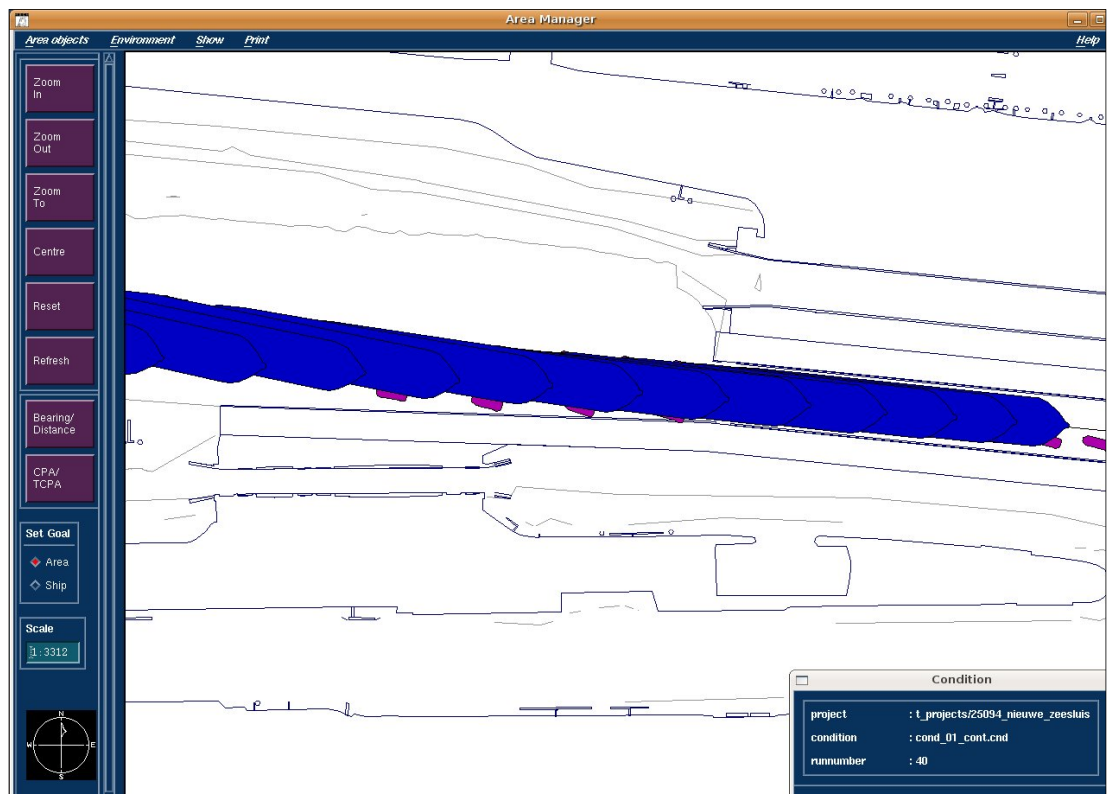 Area Manager
Area objects Environment Show Print Help
Zoom
In
Zoom
Out
Zoom
To
Centre
Reset
Refresh
Bearing/
Distance
CPA/
TCPA
Set Goal
Area
Ship
Scale
1:3312
N
W E
S
Condition
project : t_projects/25094_nieuwe_zeesluis
condition : cond_01_cont.cnd
runnumber : 40